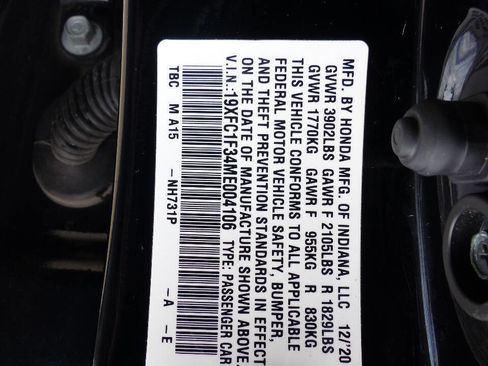 MFD. BY HONDA MFG. OF INDIANA, LLC 12/'20
GVWR 3902LBS GAWR F 2105LBS R 1829LBS
GVWR 1770KG GAWR F 955KG R 830KG
THIS VEHICLE CONFORMS TO ALL APPLICABLE
FEDERAL MOTOR VEHICLE SAFETY, BUMPER,
AND THEFT PREVENTION STANDARDS IN EFFECT
ON THE DATE OF MANUFACTURE SHOWN ABOVE.
V.I.N.: 19XFC1F34ME004106 TYPE: PASSENGER CAR
TBC M A15 -NH731P -A -E